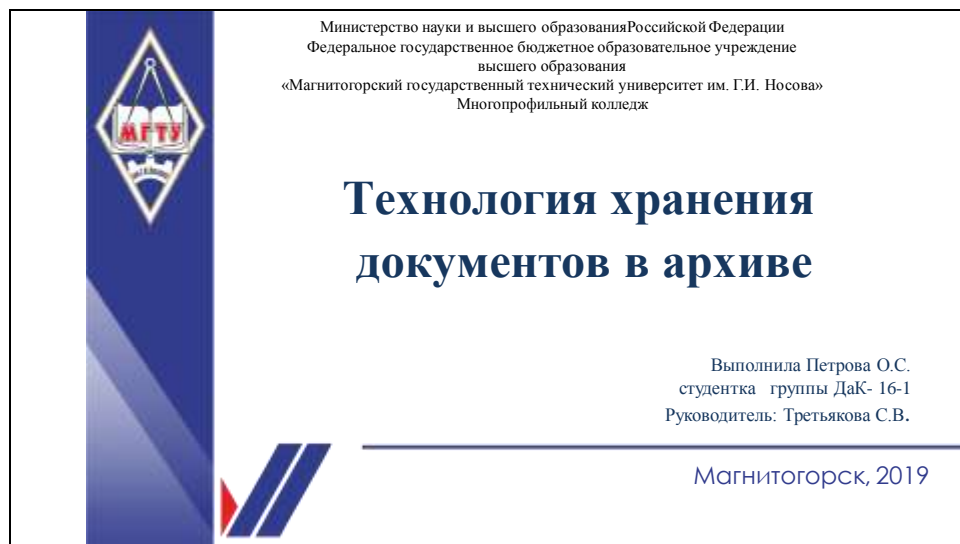 Министерство науки и высшего образованияРоссийской Федерации
Федеральное государственное бюджетное образовательное учреждение
высшего образования
«Магнитогорский государственный технический университет им. Г.И. Носова»
Многопрофильный колледж
МГТУ
Технология хранения
документов в архиве
Выполнила Петрова О.С.
студентка группы ДаК- 16-1
Руководитель: Третьякова С.В.
Магнитогорск, 2019